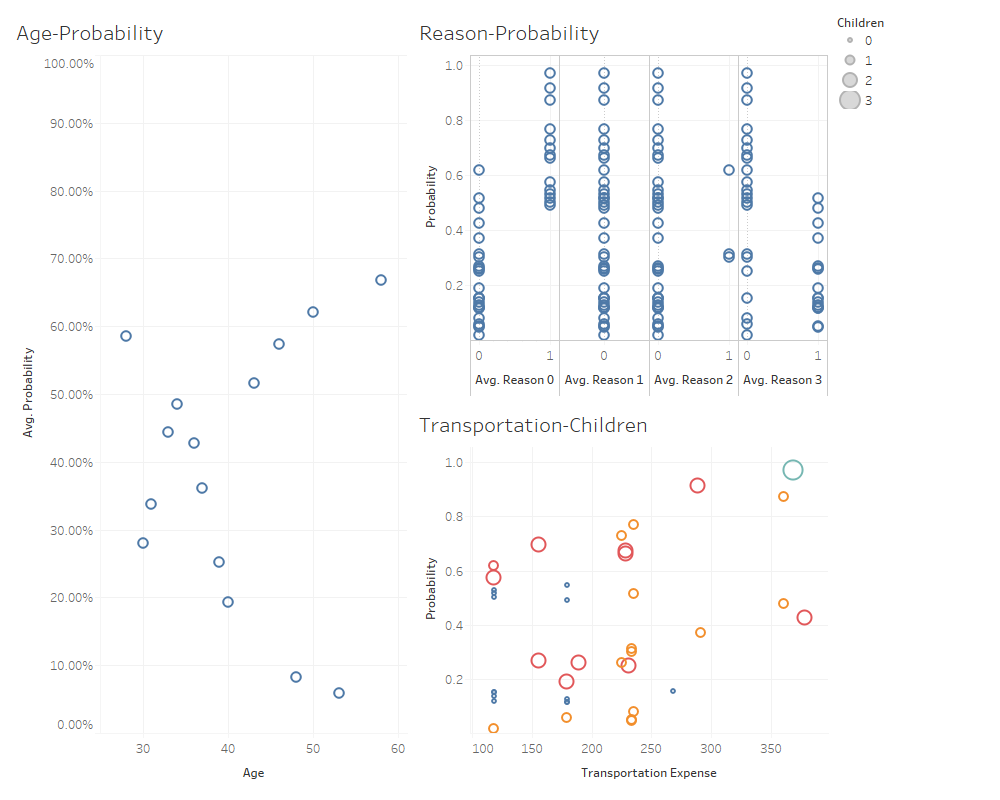 Age-Probability
100.00%
90.00%
80.00%
70.00%
60.00%
50.00%
40.00%
30.00%
20.00%
10.00%
0.00%
Avg. Probability
30 40 50 60
Age
Reason-Probability
1.0
0.8
0.6
0.4
0.2
Probability
0 1 0 0 1 0 1
Avg. Reason 0 Avg. Reason 1 Avg. Reason 2 Avg. Reason 3
Transportation-Children
1.0
0.8
0.6
0.4
0.2
Probability
100 150 200 250 300 350
Transportation Expense
Children
0
1
2
3